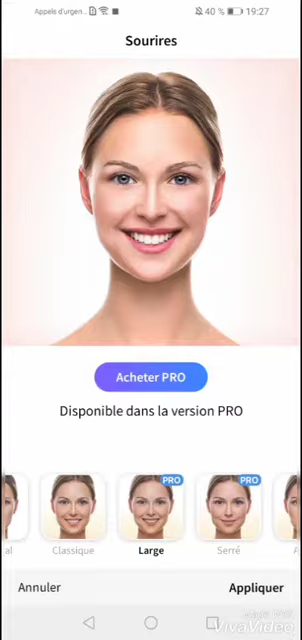 Appels d'urgen..
40 %
19:27
Sourires
Acheter PRO
Disponible dans la version PRO
PRO
PRO
al
Classique
Large
Serré
Annuler
Appliquer
VivaVideo